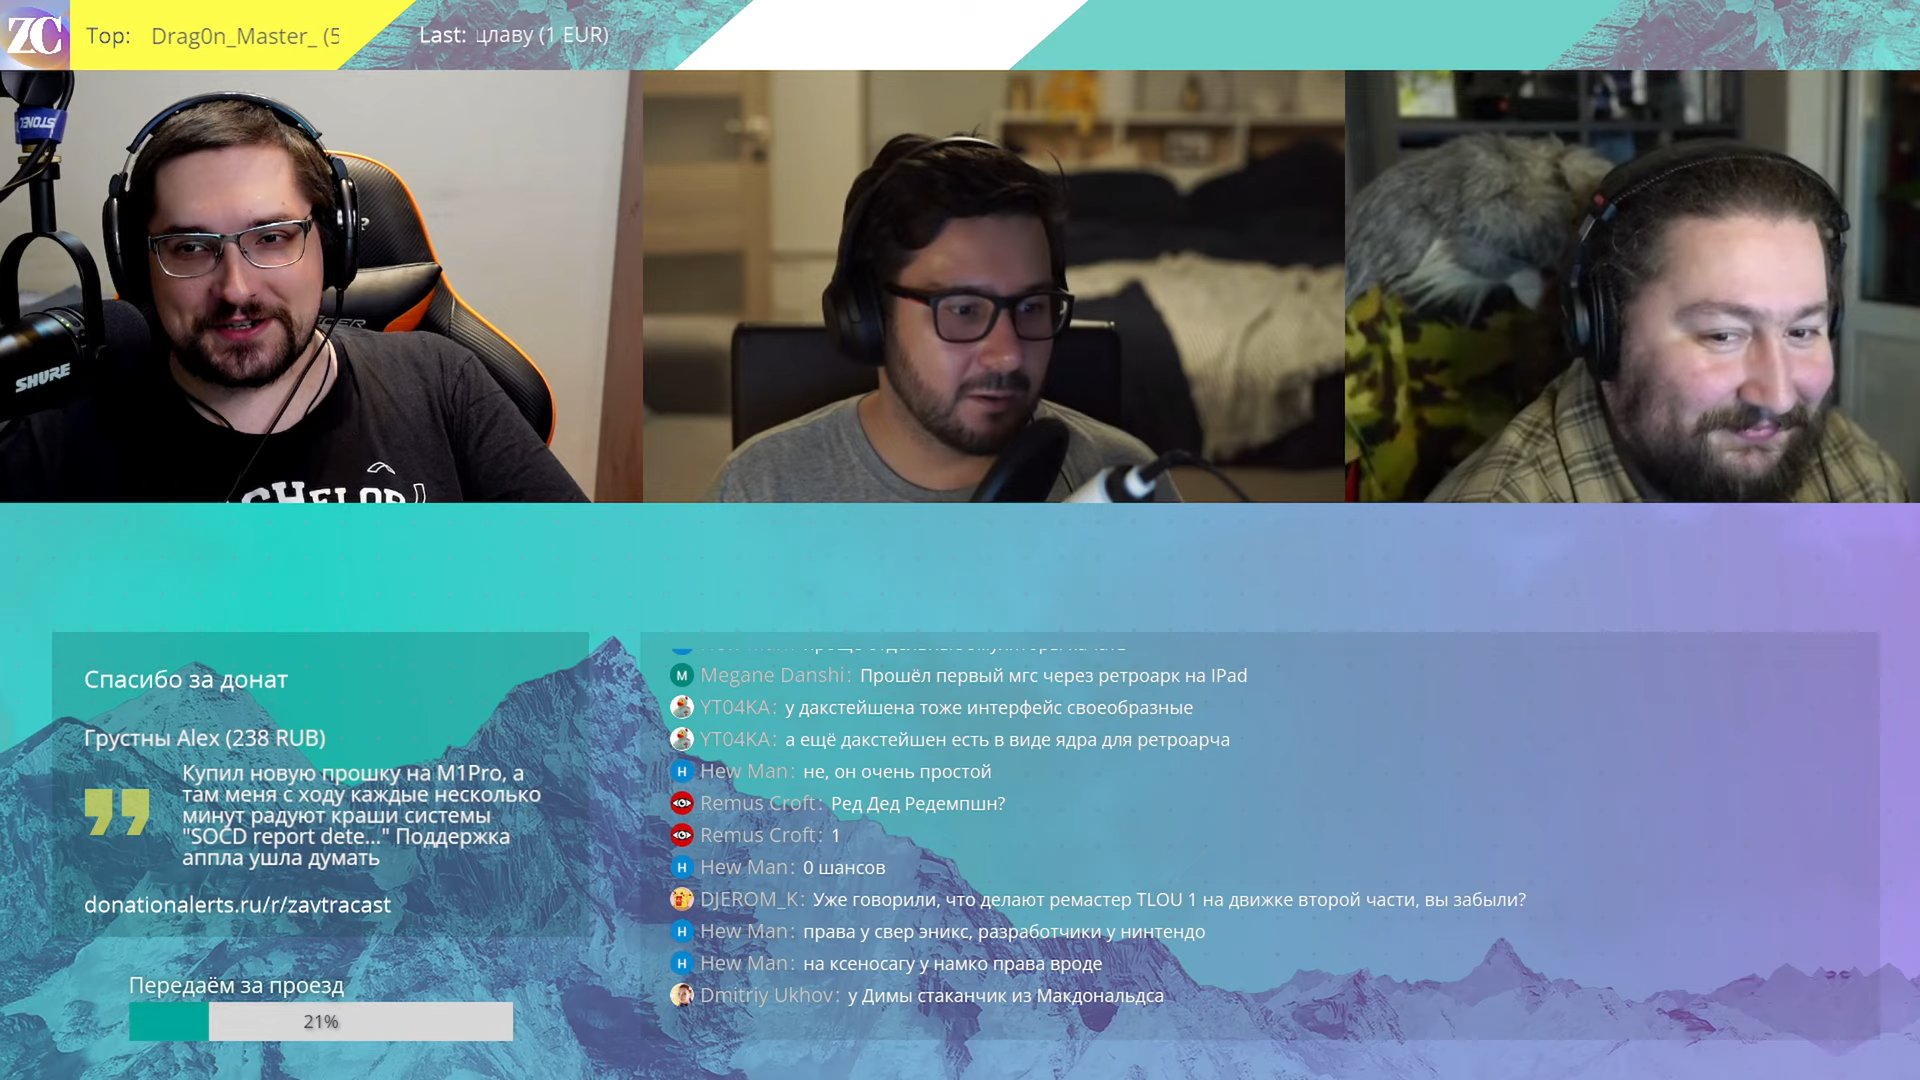 ZC
Top: Drag0n_Master_ (5
Last: цлаву (1 EUR)
SHURE
Спасибо за донат
Грустны Alex (238 RUB)
Купил новую прошку на M1Pro, а
там меня с ходу каждые несколько
минут радуют краши системы
"SOCD report dete..." Поддержка
аппла ушла думать
donationalerts.ru/r/zavtracast
Передаём за проезд
21%
M Megane Danshi: Прошёл первый мгс через ретроарк на IPad
YT04KA: у дакстейшена тоже интерфейс своеобразные
YT04KA: а ещё дакстейшен есть в виде ядра для ретроарча
H Hew Man: не, он очень простой
Remus Croft: Ред Дед Редемпшн?
Remus Croft: 1
H Hew Man: 0 шансов
DJEROM_K: Уже говорили, что делают ремастер TLOU 1 на движке второй части, вы забыли?
H Hew Man: права у свер эникс, разработчики у нинтендо
H Hew Man: на ксеносагу у намко права вроде
Dmitriy Ukhov: у Димы стаканчик из Макдональдса